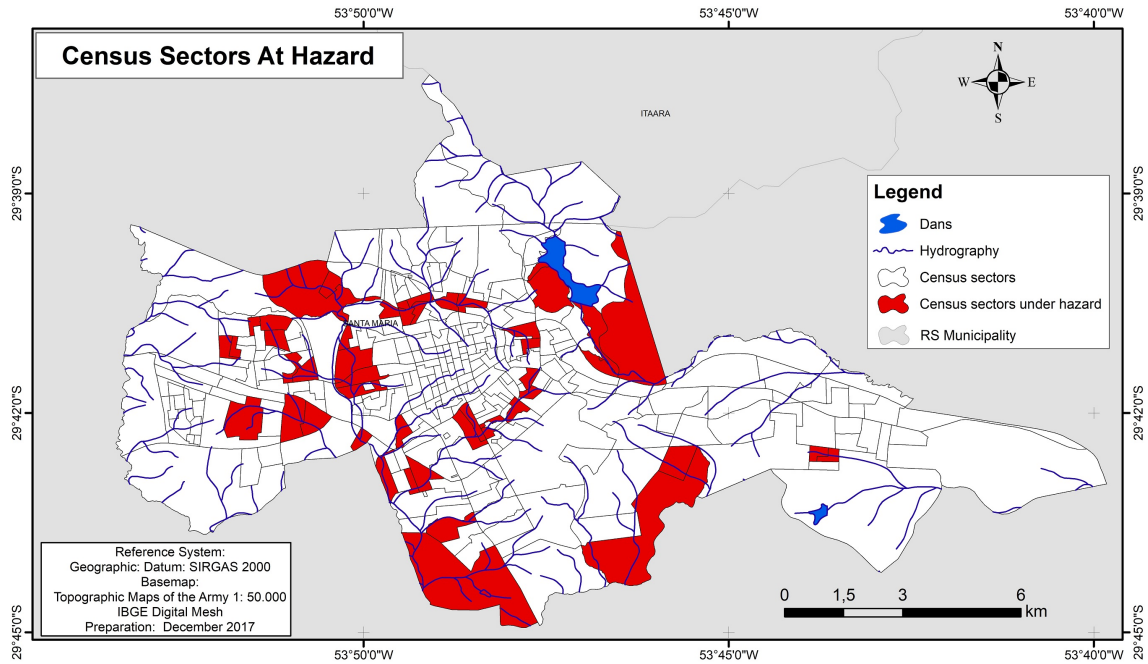 53°50'0"W 53°45'0"W 53°40'0"W
Census Sectors At Hazard
N
W E
S
ITAARA
29°39'0"S 29°39'0"S
Legend
Dans
Hydrography
Census sectors
Census sectors under hazard
RS Municipality
ANTA MARIA
29°42'0"S 29°42'0"S
Reference System:
Geographic: Datum: SIRGAS 2000
Basemap:
Topographic Maps of the Army 1: 50.000
IBGE Digital Mesh
Preparation: December 2017
0 1,5 3 6
km
29°45'0"S 29°45'0"S
53°50'0"W 53°45'0"W 53°40'0"W